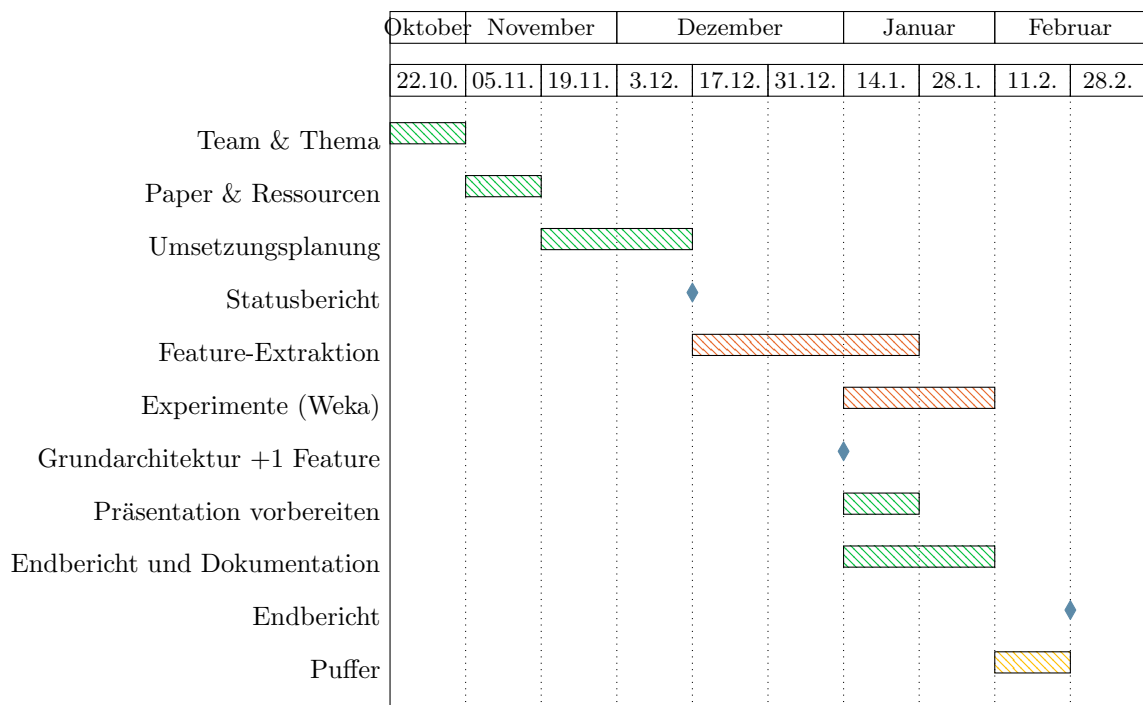 Oktober November Dezember Januar Februar
22.10. 05.11. 19.11. 3.12. 17.12. 31.12. 14.1. 28.1. 11.2. 28.2.
Team & Thema
Paper & Ressourcen
Umsetzungsplanung
Statusbericht
Feature-Extraktion
Experimente (Weka)
Grundarchitektur +1 Feature
Präsentation vorbereiten
Endbericht und Dokumentation
Endbericht
Puffer